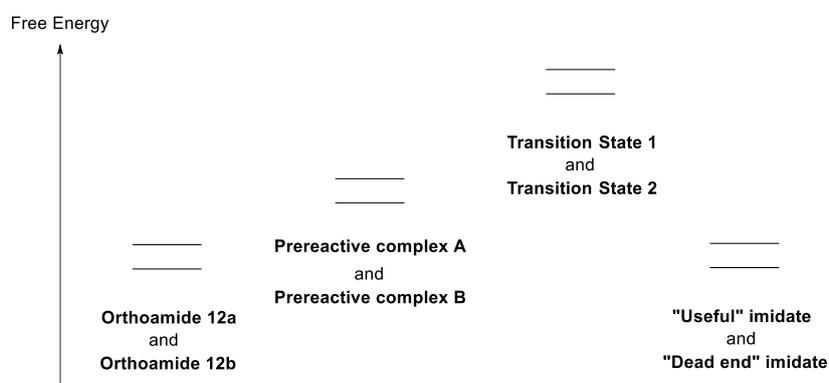 Free Energy
Transition State 1
and
Transition State 2
Prereactive complex A
and
Prereactive complex B
Orthoamide 12a
and
Orthoamide 12b
"Useful" imidate
and
"Dead end" imidate